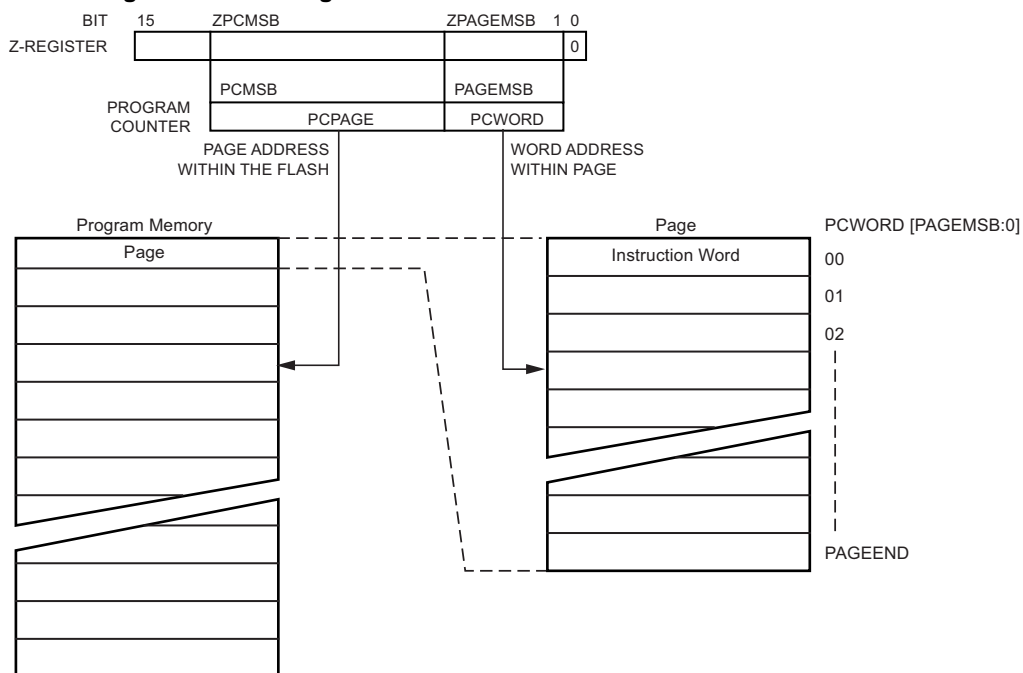 BIT 15 ZPCMSB ZPAGEMSB 1 0
Z-REGISTER 0
PCMSB PAGEMSB
PROGRAM
COUNTER
PCPAGE PCWORD
PAGE ADDRESS
WITHIN THE FLASH
WORD ADDRESS
WITHIN PAGE
Program Memory
Page
Page
Instruction Word
PCWORD [PAGEMSB:0]
00
01
02
PAGEEND